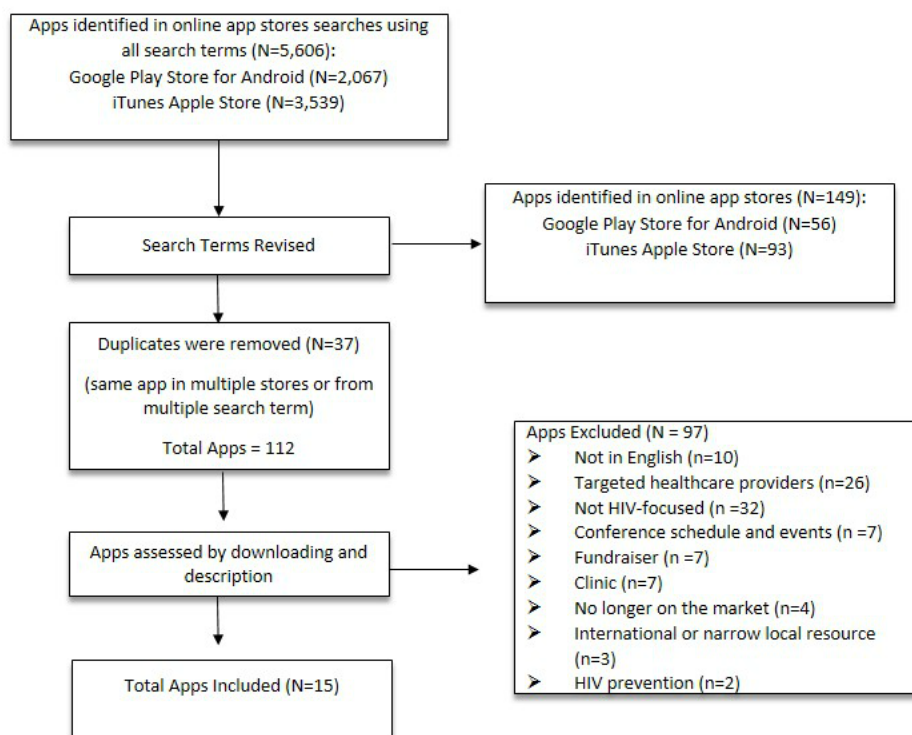 Apps identified in online app stores searches using
all search terms (N=5,606):
Google Play Store for Android (N=2,067)
iTunes Apple Store (N=3,539)
Apps identified in online app stores (N=149):
Google Play Store for Android (N=56)
iTunes Apple Store (N=93)
Search Terms Revised
Duplicates were removed (N=37)
(same app in multiple stores or from
multiple search term)
Total Apps = 112
Apps Excluded (N = 97)
➢ Not in English (n=10)
➢ Targeted healthcare providers (n=26)
➢ Not HIV-focused (n =32)
➢ Conference schedule and events (n =7)
➢ Fundraiser (n =7)
➢ Clinic (n=7)
➢ No longer on the market (n=4)
➢ International or narrow local resource
(n=3)
➢ HIV prevention (n=2)
Apps assessed by downloading and
description
Total Apps Included (N=15)